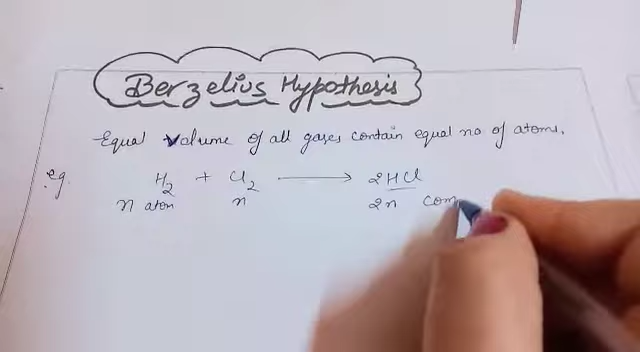 Berzelius Hypothesis
Equal Volume of all gases contain equal no of atoms.
eg. H₂ + Cl₂ ⟶ 2HCl
n atom n 2n com